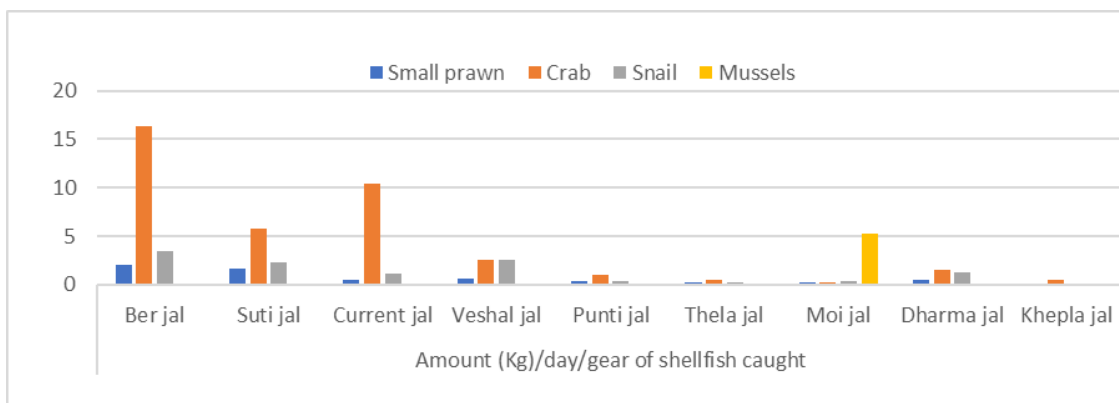 Small prawn Crab Snail Mussels
20
15
10
5
0
Ber jal Suti jal Current jal Veshal jal Punti jal Thela jal Moi jal Dharma jal Khepla jal
Amount (Kg)/day/gear of shellfish caught